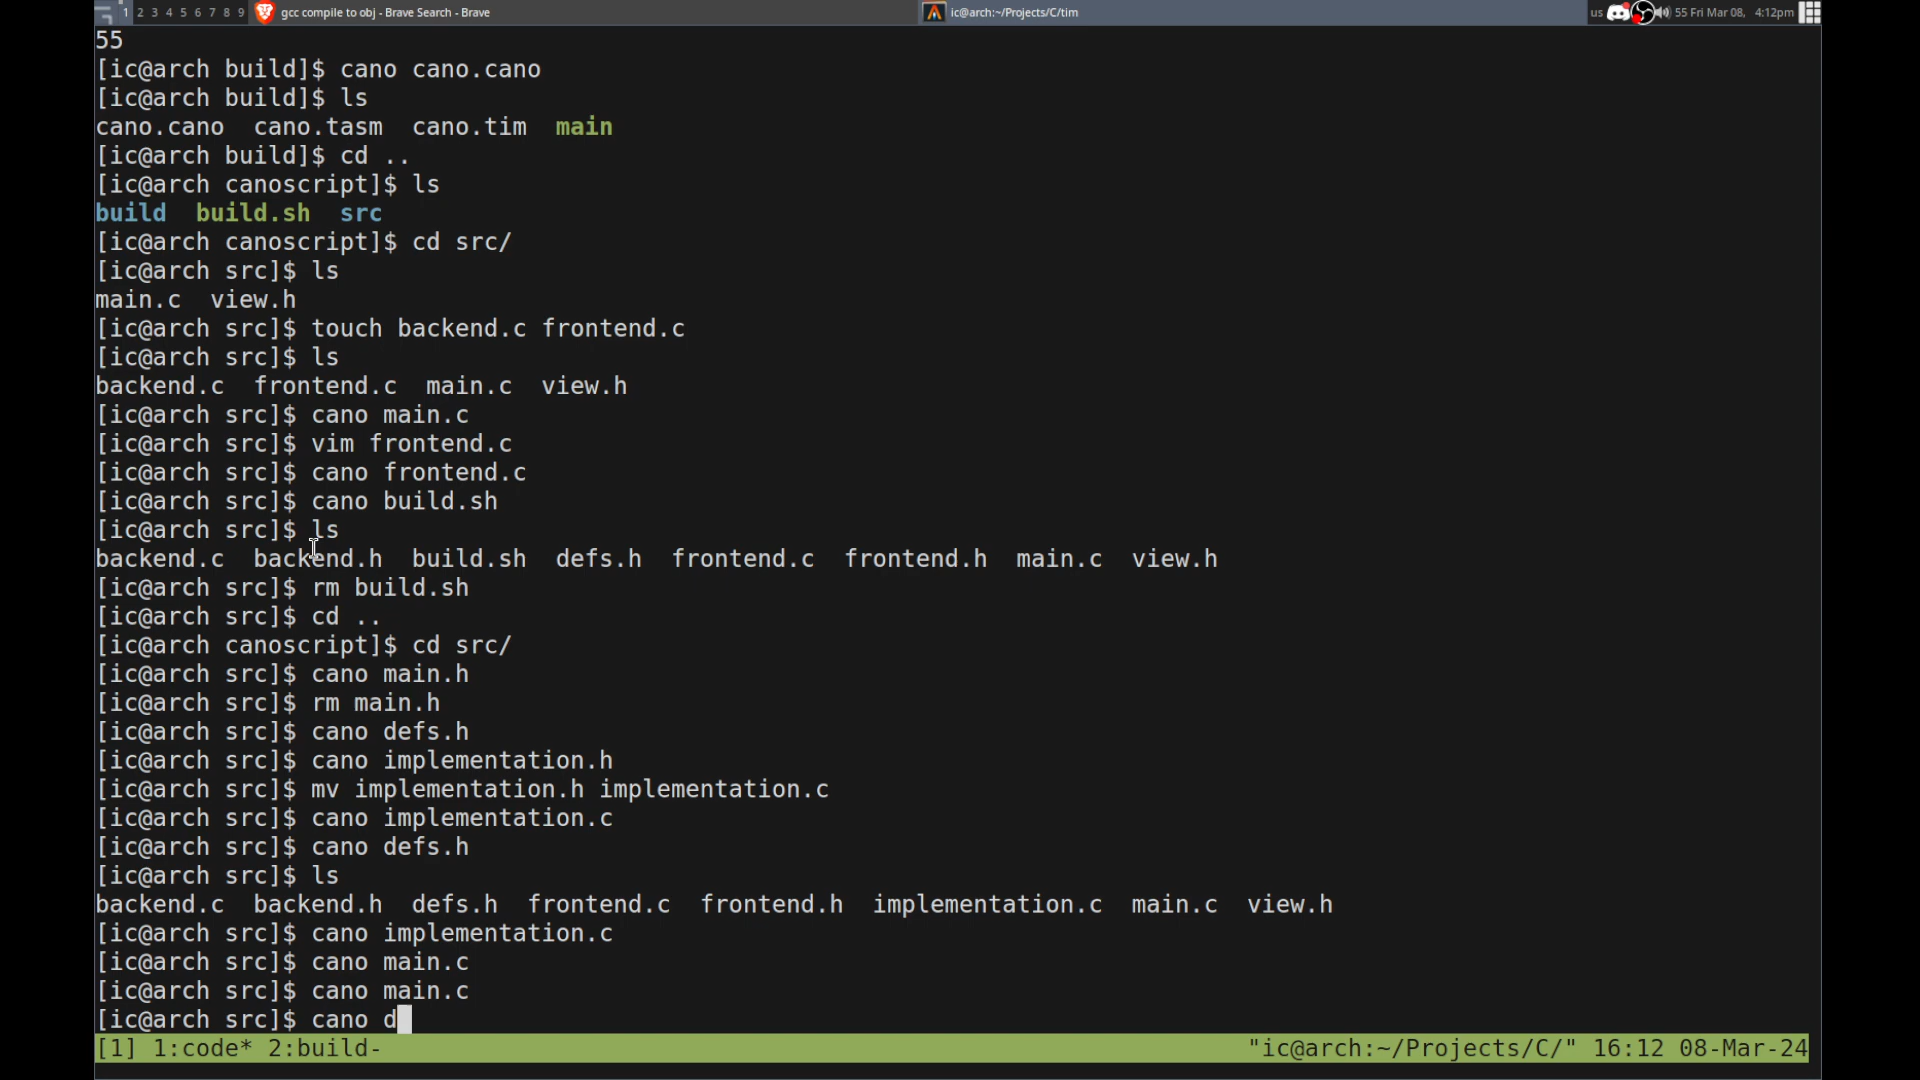 1 2 3 4 5 6 7 8 9 gcc compile to obj - Brave Search - Brave ic@arch:~/Projects/C/tim us 55 Fri Mar 08, 4:12pm
55
[ic@arch build]$ cano cano.cano
[ic@arch build]$ ls
cano.cano cano.tasm cano.tim main
[ic@arch build]$ cd ..
[ic@arch canoscript]$ ls
build build.sh src
[ic@arch canoscript]$ cd src/
[ic@arch src]$ ls
main.c view.h
[ic@arch src]$ touch backend.c frontend.c
[ic@arch src]$ ls
backend.c frontend.c main.c view.h
[ic@arch src]$ cano main.c
[ic@arch src]$ vim frontend.c
[ic@arch src]$ cano frontend.c
[ic@arch src]$ cano build.sh
[ic@arch src]$ ls
backend.c backend.h build.sh defs.h frontend.c frontend.h main.c view.h
[ic@arch src]$ rm build.sh
[ic@arch src]$ cd ..
[ic@arch canoscript]$ cd src/
[ic@arch src]$ cano main.h
[ic@arch src]$ rm main.h
[ic@arch src]$ cano defs.h
[ic@arch src]$ cano implementation.h
[ic@arch src]$ mv implementation.h implementation.c
[ic@arch src]$ cano implementation.c
[ic@arch src]$ cano defs.h
[ic@arch src]$ ls
backend.c backend.h defs.h frontend.c frontend.h implementation.c main.c view.h
[ic@arch src]$ cano implementation.c
[ic@arch src]$ cano main.c
[ic@arch src]$ cano main.c
[ic@arch src]$ cano d
[1] 1:code* 2:build- "ic@arch:~/Projects/C/" 16:12 08-Mar-24